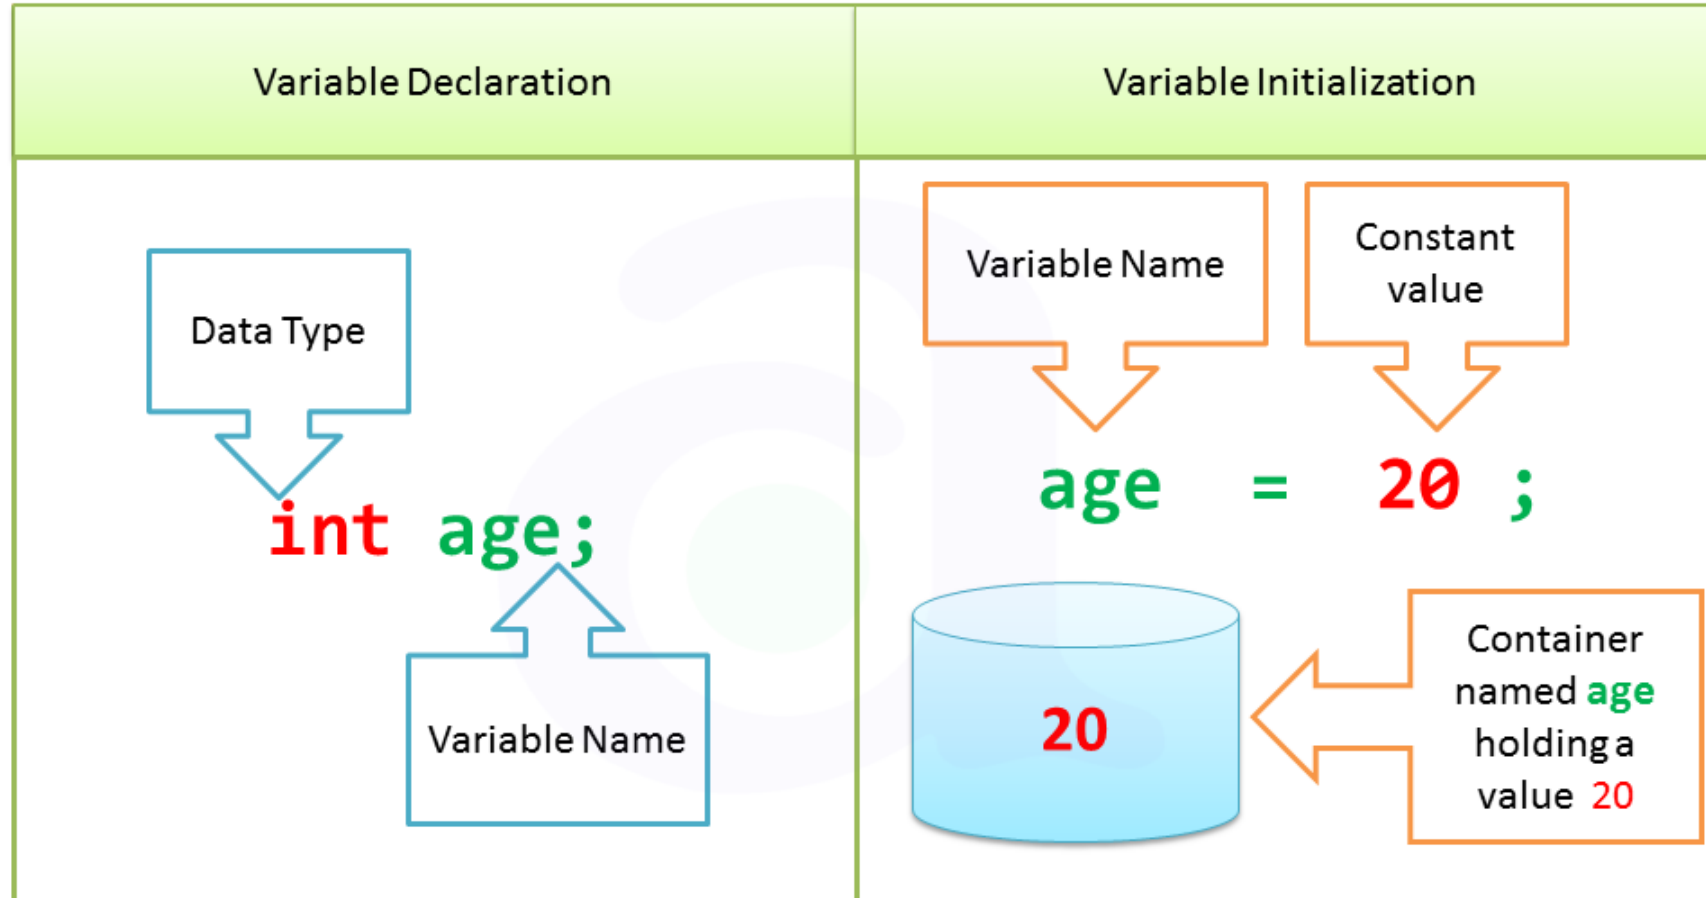 Variable Declaration
Variable Initialization
Data Type
int age;
Variable Name
Variable Name
Constant
value
age = 20 ;
20
Container
named age
holding a
value 20